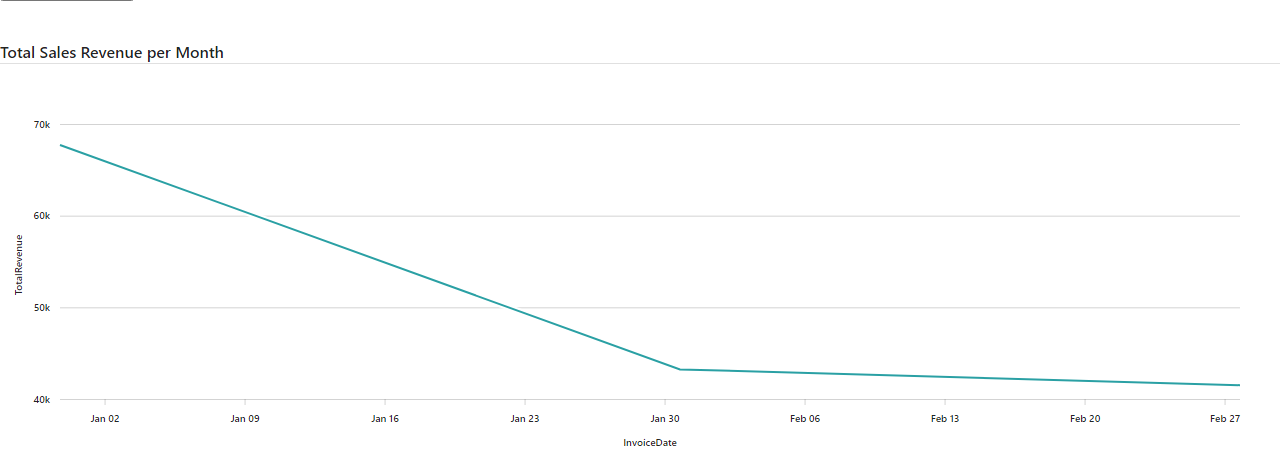 Total Sales Revenue per Month
70k
60k
50k
40k
TotalRevenue
Jan 02 Jan 09 Jan 16 Jan 23 Jan 30 Feb 06 Feb 13 Feb 20 Feb 27
InvoiceDate